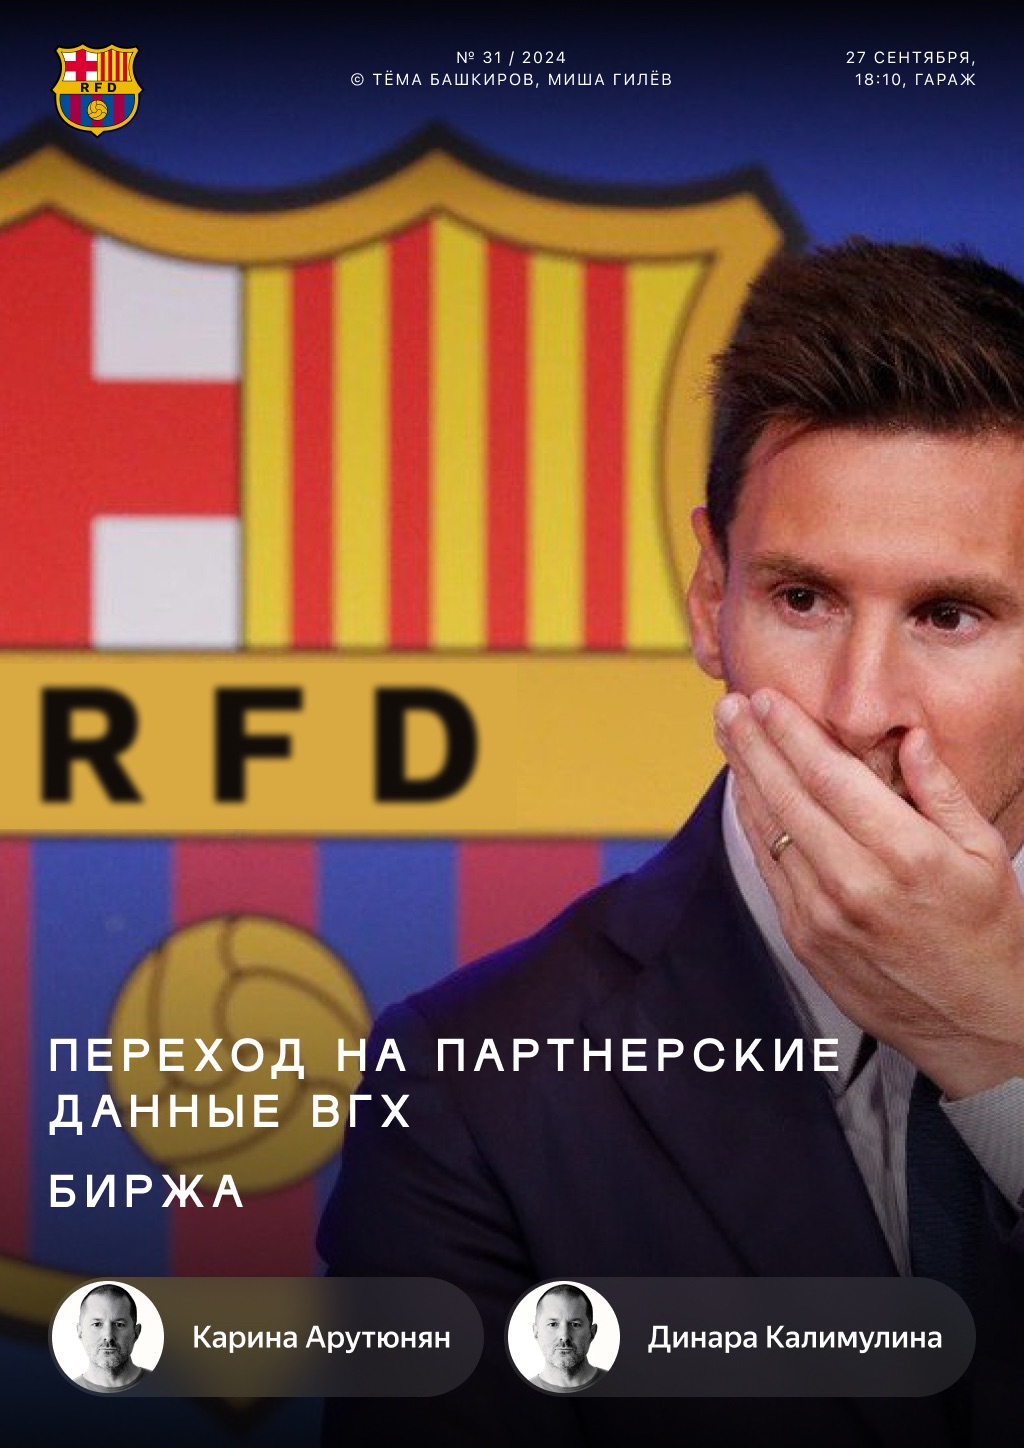 RFD
№ 31 / 2024
© ТЁМА БАШКИРОВ, МИША ГИЛЁВ
27 СЕНТЯБРЯ,
18:10, ГАРАЖ
R F D
ПЕРЕХОД НА ПАРТНЕРСКИЕ
ДАННЫЕ ВГХ
БИРЖА
Карина Арутюнян
Динара Калимулина